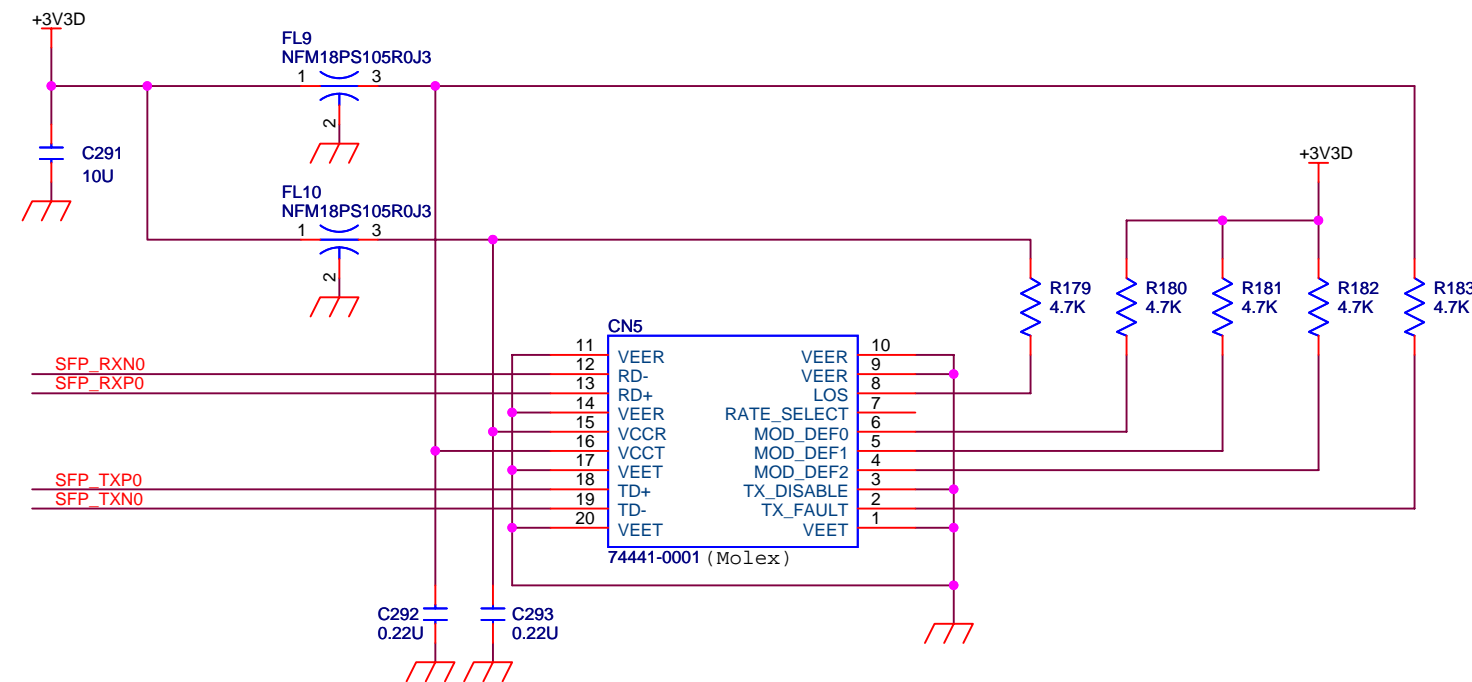 +3V3D
FL9
NFM18PS105R0J3
1 3
2
C291
10U
+3V3D
FL10
NFM18PS105R0J3
1 3
2
R179
4.7K
R180
4.7K
R181
4.7K
R182
4.7K
R183
4.7K
CN5
SFP_RXN0
SFP_RXP0
SFP_TXP0
SFP_TXN0
11 VEER
12 RD-
13 RD+
14 VEER
15 VCCR
16 VCCT
17 VEET
18 TD+
19 TD-
20 VEET
VEER 10
VEER 9
LOS 8
RATE_SELECT 7
MOD_DEF0 6
MOD_DEF1 5
MOD_DEF2 4
TX_DISABLE 3
TX_FAULT 2
VEET 1
74441-0001 (Molex)
C292
0.22U
C293
0.22U